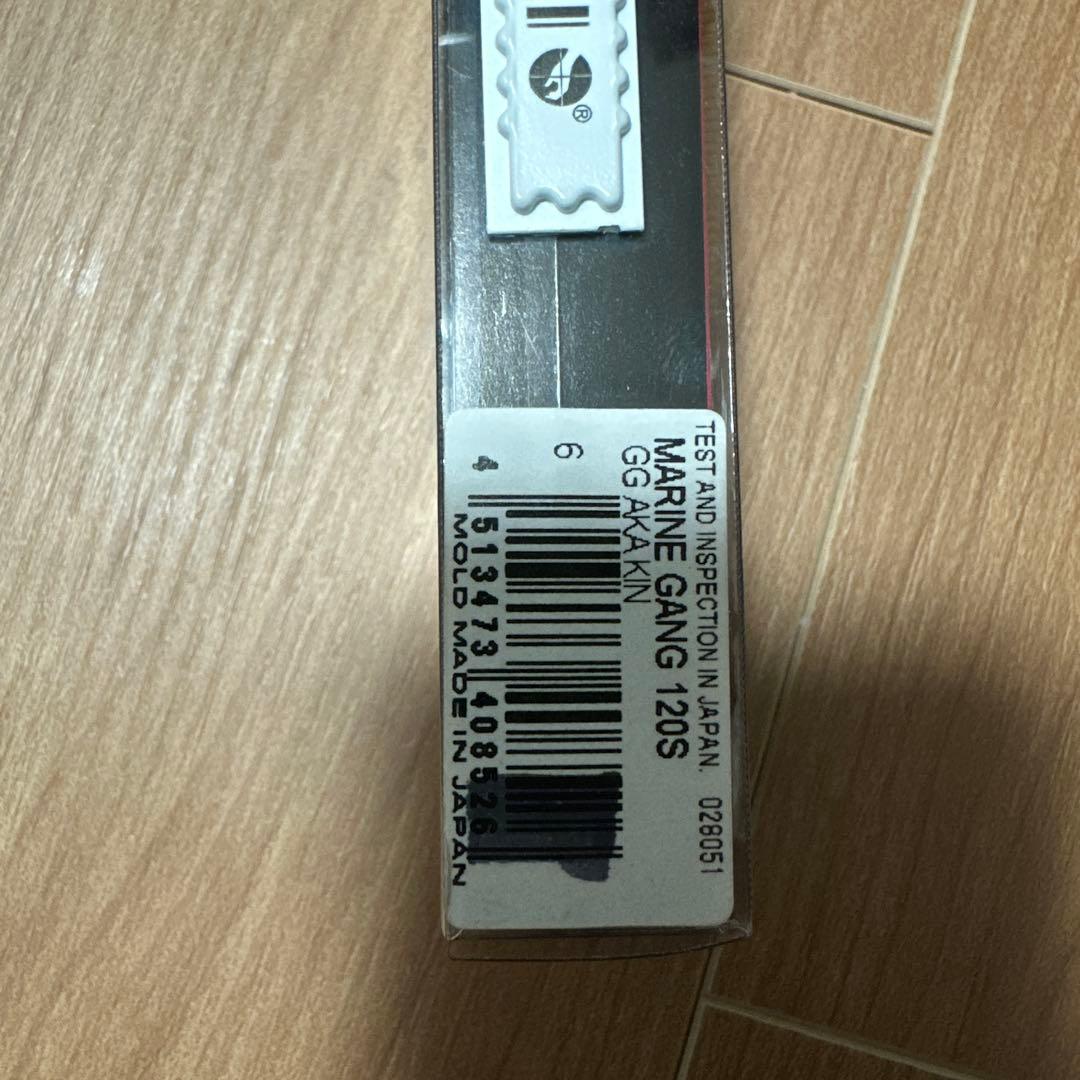 ®
TEST AND INSPECTION IN JAPAN. 028051
MARINE GANG 120S
GG AKA KIN
6
4 513473 408526
MOLD MADE IN JAPAN